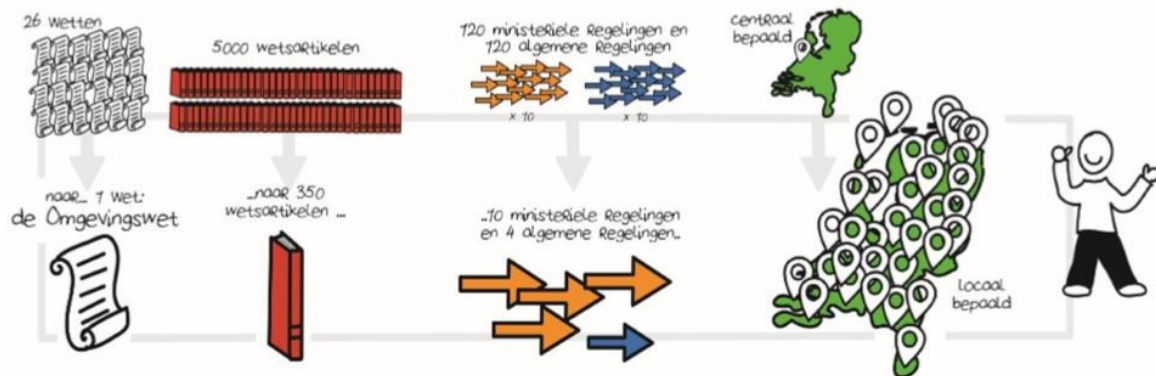 26 wetten
5000 wetsartikelen
120 ministeriele regelingen en
120 algemene regelingen
x 10
x 10
centraal
bepaald
naar... 1 wet:
de Omgevingswet
...naar 350
wetsartikelen ...
...10 ministeriele regelingen
en 4 algemene regelingen...
locaal
bepaald